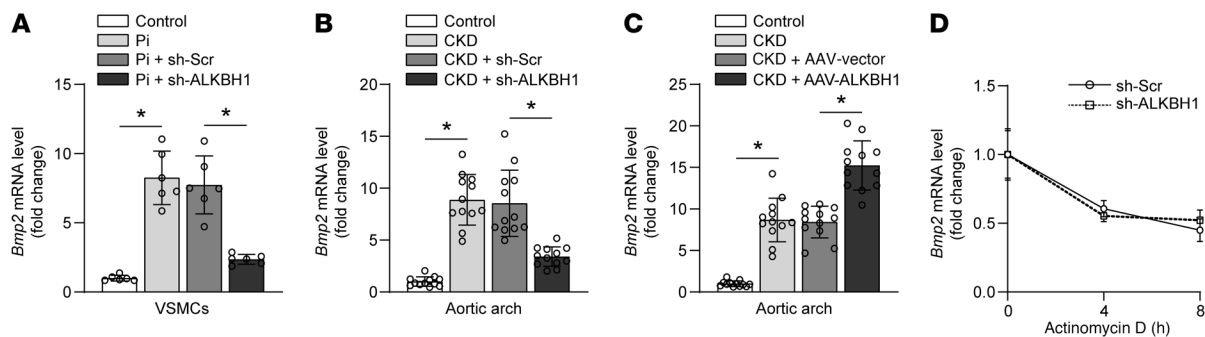 A
Control
Pi
Pi + sh-Scr
Pi + sh-ALKBH1
Bmp2 mRNA level
(fold change)
15
10
5
0
*
*
VSMCs
B
Control
CKD
CKD + sh-Scr
CKD + sh-ALKBH1
Bmp2 mRNA level
(fold change)
20
15
10
5
0
*
*
Aortic arch
C
Control
CKD
CKD + AAV-vector
CKD + AAV-ALKBH1
Bmp2 mRNA level
(fold change)
25
20
15
10
5
0
*
*
Aortic arch
D
sh-Scr
sh-ALKBH1
Bmp2 mRNA level
(fold change)
1.5
1.0
0.5
0.0
0 4 8
Actinomycin D (h)